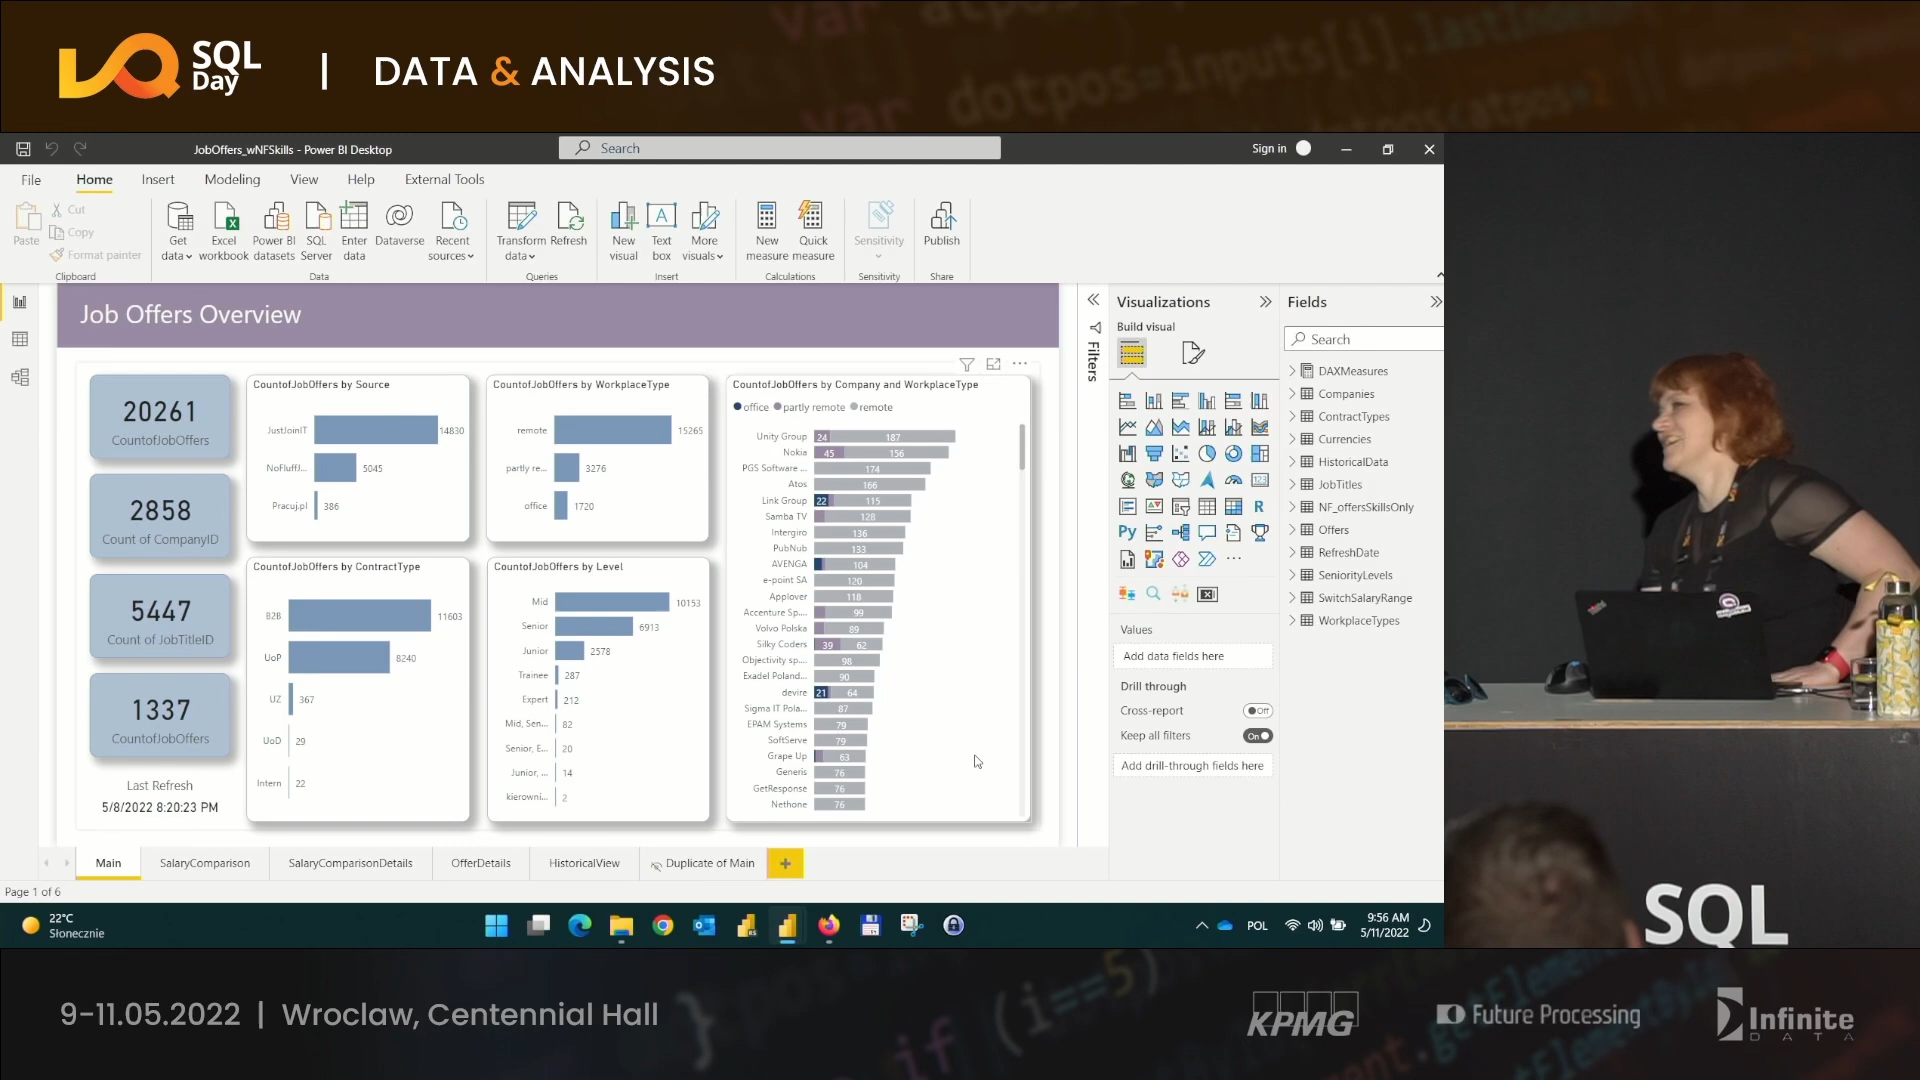 SQL
Day
| DATA & ANALYSIS
JobOffers_wNFSkills - Power BI Desktop
Search
Sign in
File Home Insert Modeling View Help External Tools
Paste
Cut
Copy
Format painter
Clipboard
Get data
Excel workbook
Power BI datasets
SQL Server
Enter data
Dataverse
Recent sources
Data
Transform data
Refresh
Queries
New visual
Text box
More visuals
Insert
New measure
Quick measure
Calculations
Sensitivity
Sensitivity
Publish
Share
Job Offers Overview
20261
CountofJobOffers
2858
Count of CompanyID
5447
Count of JobTitleID
1337
CountofJobOffers
Last Refresh
5/8/2022 8:20:23 PM
CountofJobOffers by Source
JustJoinIT 14830
NoFluffJ... 5045
Pracuj.pl 386
CountofJobOffers by WorkplaceType
remote 15265
partly re... 3276
office 1720
CountofJobOffers by ContractType
B2B 11603
UoP 8240
UZ 367
UoD 29
Intern 22
CountofJobOffers by Level
Mid 10153
Senior 6913
Junior 2578
Trainee 287
Expert 212
Mid, Sen... 82
Senior, E... 20
Junior, ... 14
kierowni... 2
CountofJobOffers by Company and WorkplaceType
office partly remote remote
Unity Group 24 187
Nokia 45 156
PGS Software ... 174
Atos 166
Link Group 22 115
Samba TV 128
Intergiro 136
PubNub 133
AVENGA 104
e-point SA 120
Applover 118
Accenture Sp... 99
Volvo Polska 89
Silky Coders 39 62
Objectivity sp.... 98
Exadel Poland... 90
devire 21 64
Sigma IT Pola... 87
EPAM Systems 79
SoftServe 79
Grape Up 63
Generis 76
GetResponse 76
Nethone 76
Filters
Visualizations
Build visual
R
Py
123
Values
Add data fields here
Drill through
Cross-report Off
Keep all filters On
Add drill-through fields here
Fields
Search
DAXMeasures
Companies
ContractTypes
Currencies
HistoricalData
JobTitles
NF_offersSkillsOnly
Offers
RefreshDate
SeniorityLevels
SwitchSalaryRange
WorkplaceTypes
Main SalaryComparison SalaryComparisonDetails OfferDetails HistoricalView Duplicate of Main +
Page 1 of 6
22°C
Słonecznie
POL
9:56 AM
5/11/2022
SQL
9-11.05.2022 | Wroclaw, Centennial Hall
KPMG
Future Processing
Infinite
DATA